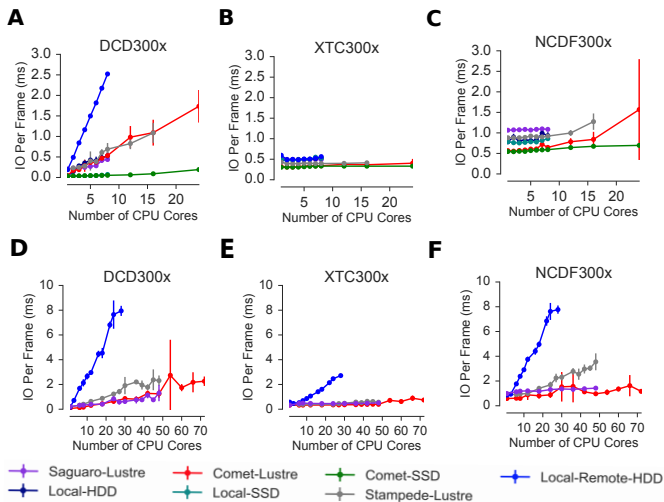 A
B
C
DCD300x
XTC300x
NCDF300x
IO Per Frame (ms)
3.0
2.5
2.0
1.5
1.0
0.5
0.0
5 10 15 20
Number of CPU Cores
IO Per Frame (ms)
3.0
2.5
2.0
1.5
1.0
0.5
0.0
5 10 15 20
Number of CPU Cores
IO Per Frame (ms)
3.0
2.5
2.0
1.5
1.0
0.5
0.0
5 10 15 20
Number of CPU Cores
D
E
F
DCD300x
XTC300x
NCDF300x
IO Per Frame (ms)
10
8
6
4
2
0
10 20 30 40 50 60 70
Number of CPU Cores
IO Per Frame (ms)
10
8
6
4
2
0
10 20 30 40 50 60 70
Number of CPU Cores
IO Per Frame (ms)
10
8
6
4
2
0
10 20 30 40 50 60 70
Number of CPU Cores
Saguaro-Lustre
Comet-Lustre
Comet-SSD
Local-Remote-HDD
Local-HDD
Local-SSD
Stampede-Lustre